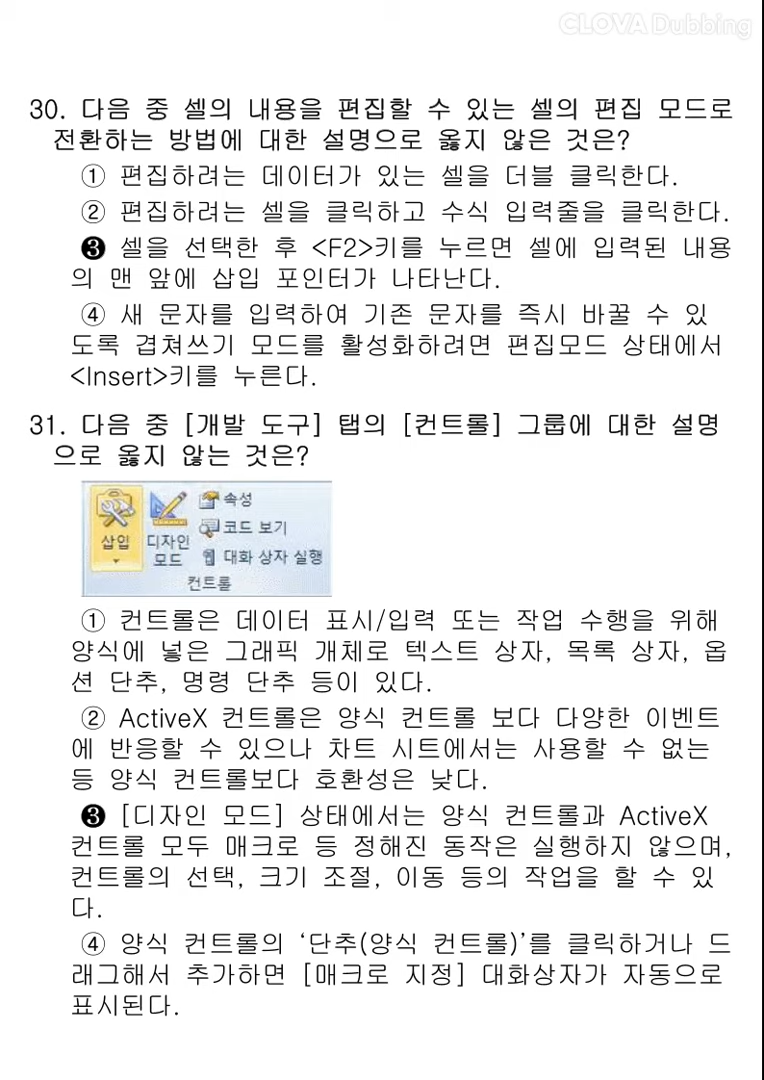 CLOVA Dubbing
30. 다음 중 셀의 내용을 편집할 수 있는 셀의 편집 모드로
전환하는 방법에 대한 설명으로 옳지 않은 것은?
① 편집하려는 데이터가 있는 셀을 더블 클릭한다.
② 편집하려는 셀을 클릭하고 수식 입력줄을 클릭한다.
❸ 셀을 선택한 후 <F2>키를 누르면 셀에 입력된 내용
의 맨 앞에 삽입 포인터가 나타난다.
④ 새 문자를 입력하여 기존 문자를 즉시 바꿀 수 있
도록 겹쳐쓰기 모드를 활성화하려면 편집모드 상태에서
<Insert>키를 누른다.
31. 다음 중 [개발 도구] 탭의 [컨트롤] 그룹에 대한 설명
으로 옳지 않는 것은?
삽입
디자인
모드
속성
코드 보기
대화 상자 실행
컨트롤
① 컨트롤은 데이터 표시/입력 또는 작업 수행을 위해
양식에 넣은 그래픽 개체로 텍스트 상자, 목록 상자, 옵
션 단추, 명령 단추 등이 있다.
② ActiveX 컨트롤은 양식 컨트롤 보다 다양한 이벤트
에 반응할 수 있으나 차트 시트에서는 사용할 수 없는
등 양식 컨트롤보다 호환성은 낮다.
❸ [디자인 모드] 상태에서는 양식 컨트롤과 ActiveX
컨트롤 모두 매크로 등 정해진 동작은 실행하지 않으며,
컨트롤의 선택, 크기 조절, 이동 등의 작업을 할 수 있
다.
④ 양식 컨트롤의 ‘단추(양식 컨트롤)’를 클릭하거나 드
래그해서 추가하면 [매크로 지정] 대화상자가 자동으로
표시된다.